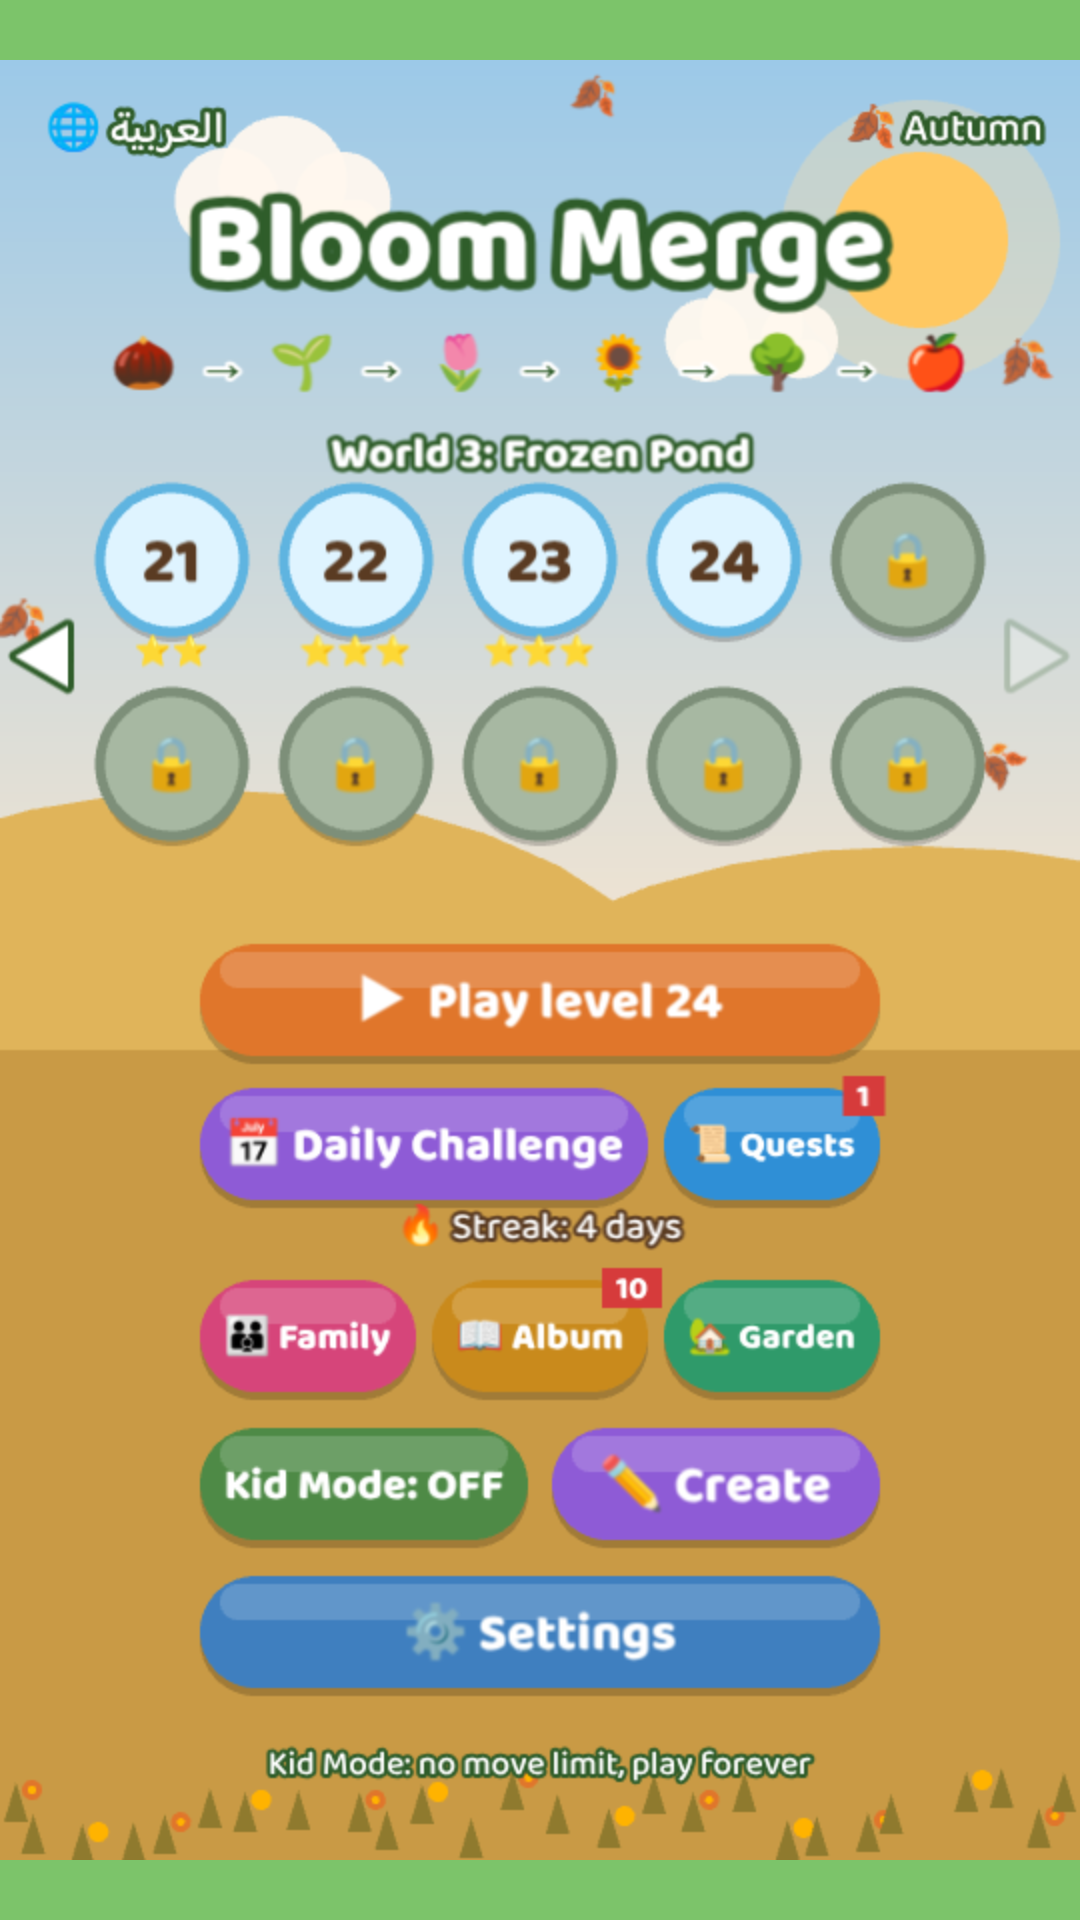 العربية
Autumn
Bloom Merge
World 3: Frozen Pond
21 22 23 24
Play level 24
July
17
Daily Challenge
1
Quests
Streak: 4 days
Family
10
Album
Garden
Kid Mode: OFF
Create
Settings
Kid Mode: no move limit, play forever